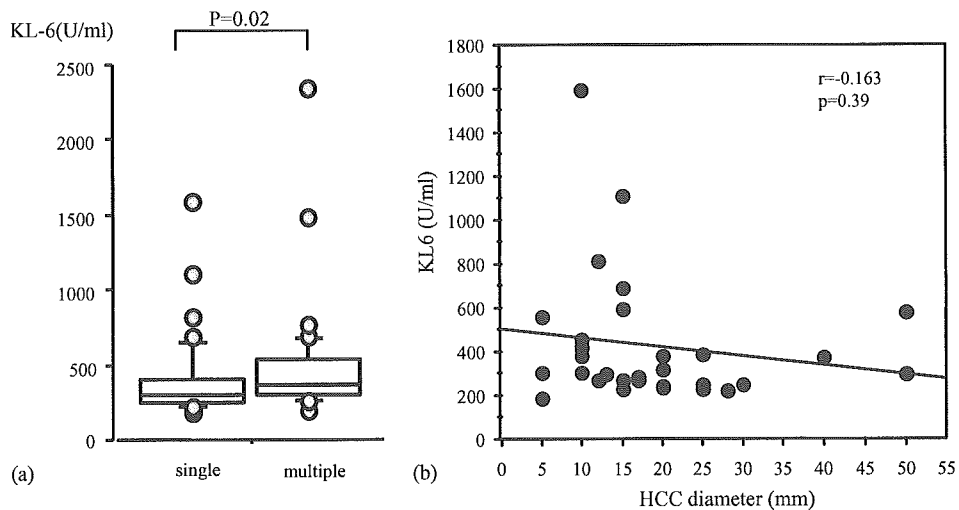 P=0.02
KL-6(U/ml)
2500
2000
1500
1000
500
0
single multiple
(a)
1800
1600
1400
1200
1000
800
600
400
200
0
KL6 (U/ml)
r=-0.163
p=0.39
0 5 10 15 20 25 30 40 50 55
HCC diameter (mm)
(b)